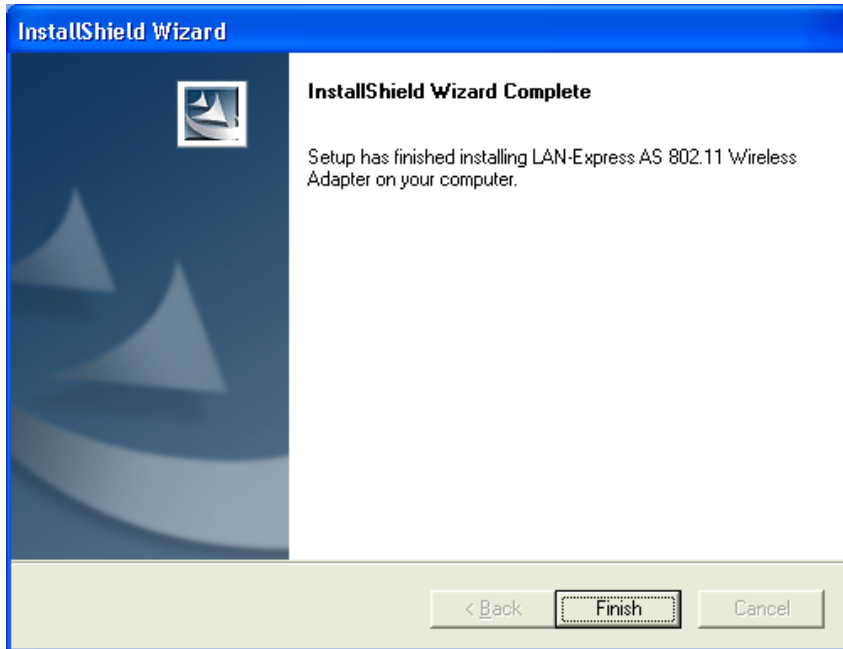 InstallShield Wizard
InstallShield Wizard Complete
Setup has finished installing LAN-Express AS 802.11 Wireless
Adapter on your computer.
< Back
Finish
Cancel